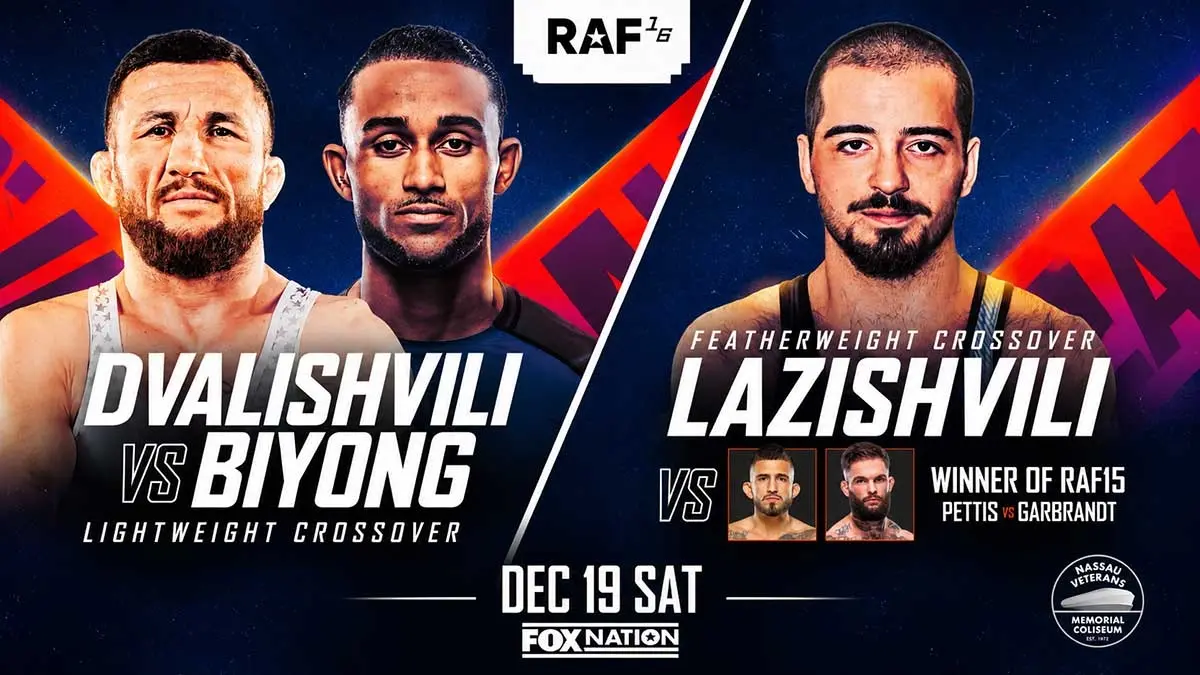 RAF16
DVALISHVILI
VS BIYONG
LIGHTWEIGHT CROSSOVER
FEATHERWEIGHT CROSSOVER
LAZISHVILI
VS
WINNER OF RAF15
PETTIS VS GARBRANDT
DEC 19 SAT
FOX NATION
NASSAU
VETERANS
MEMORIAL
COLISEUM
EST. 1972